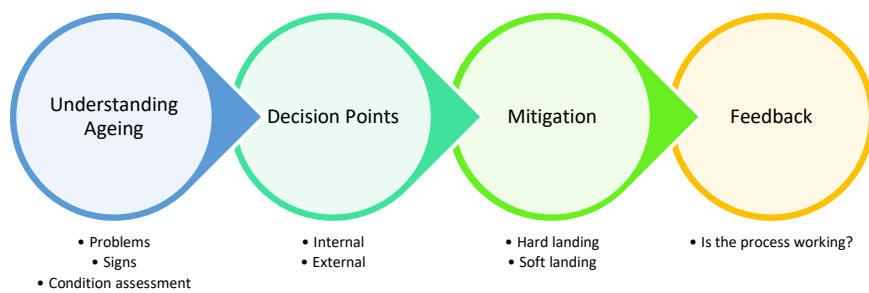 Understanding
Ageing
Decision Points
Mitigation
Feedback
• Problems
• Signs
• Condition assessment
• Internal
• External
• Hard landing
• Soft landing
• Is the process working?